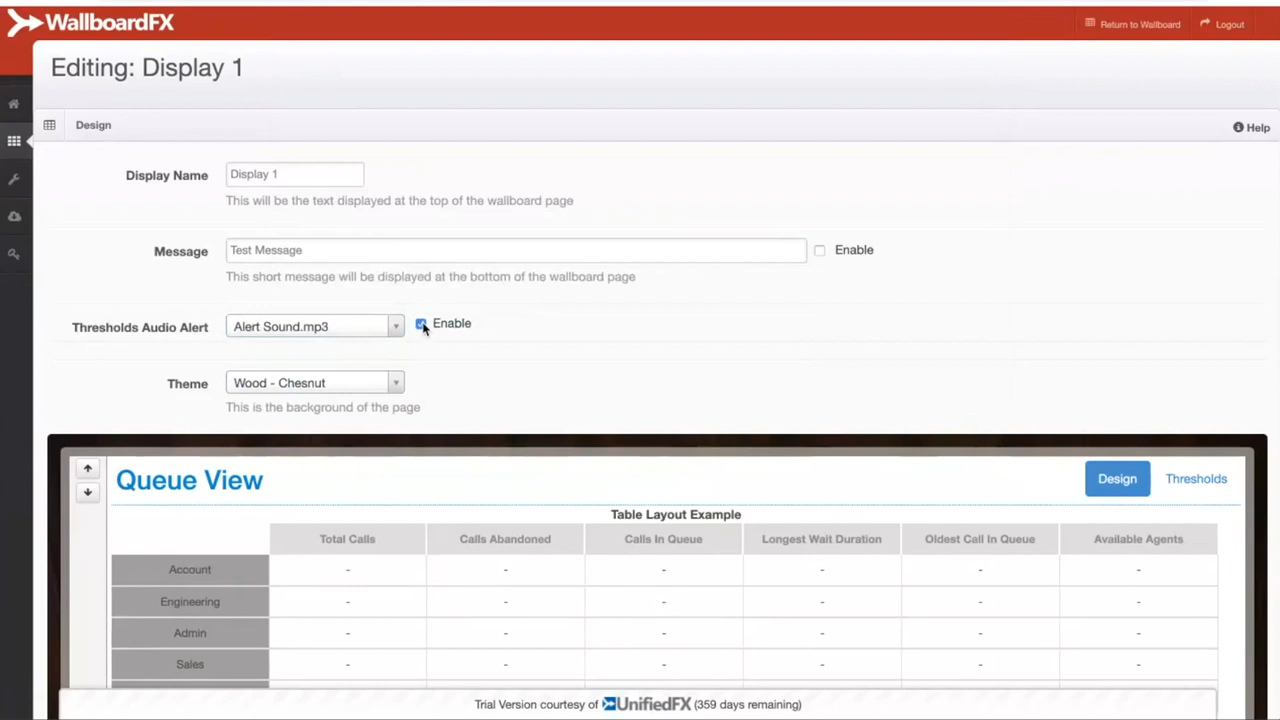 WallboardFX
Return to Wallboard
Logout
Editing: Display 1
Design
Help
Display Name
Display 1
This will be the text displayed at the top of the wallboard page
Message
Test Message
Enable
This short message will be displayed at the bottom of the wallboard page
Thresholds Audio Alert
Alert Sound.mp3
Enable
Theme
Wood - Chesnut
This is the background of the page
Queue View
Design
Thresholds
Table Layout Example
Total Calls Calls Abandoned Calls In Queue Longest Wait Duration Oldest Call In Queue Available Agents
Account - - - - - -
Engineering - - - - - -
Admin - - - - - -
Sales - - - - - -
Trial Version courtesy of UnifiedFX (359 days remaining)